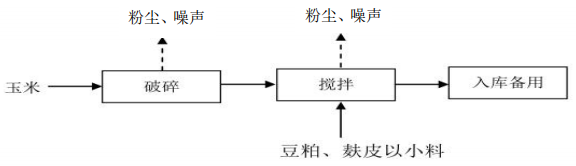 粉尘、噪声
粉尘、噪声
玉米
破碎
搅拌
入库备用
豆粕、麸皮以小料